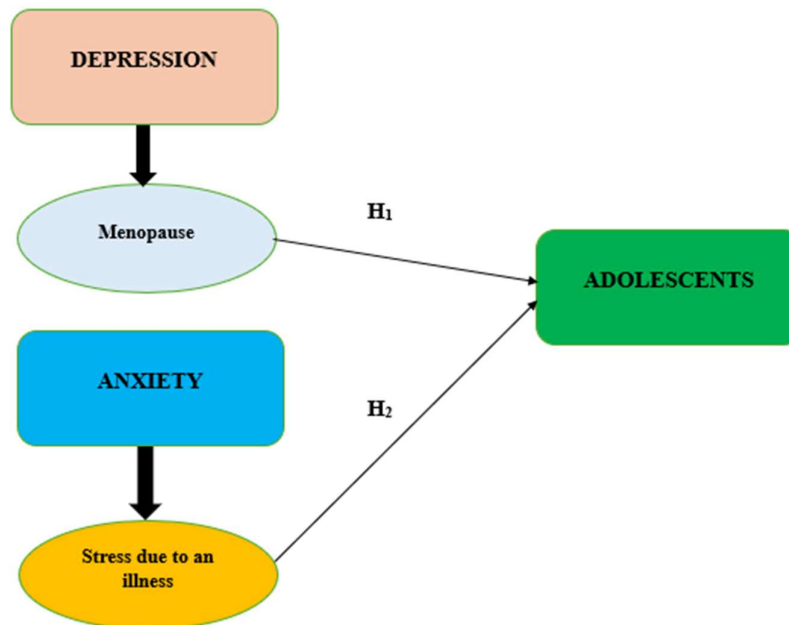 DEPRESSION
Menopause
H₁
ADOLESCENTS
ANXIETY
H₂
Stress due to an
illness